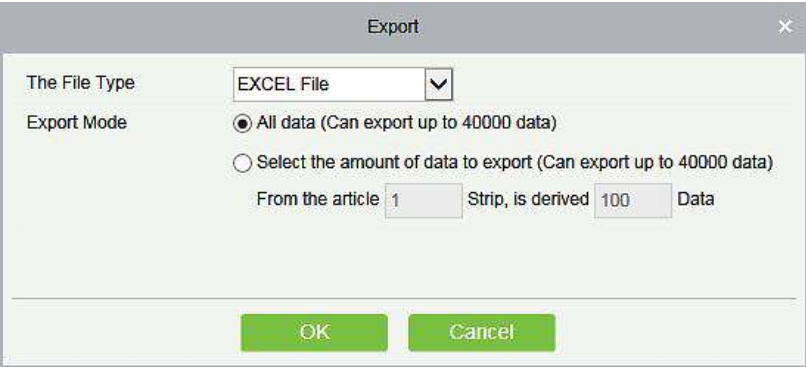 Export
The File Type EXCEL File
Export Mode All data (Can export up to 40000 data)
Select the amount of data to export (Can export up to 40000 data)
From the article 1 Strip, is derived 100 Data
OK Cancel